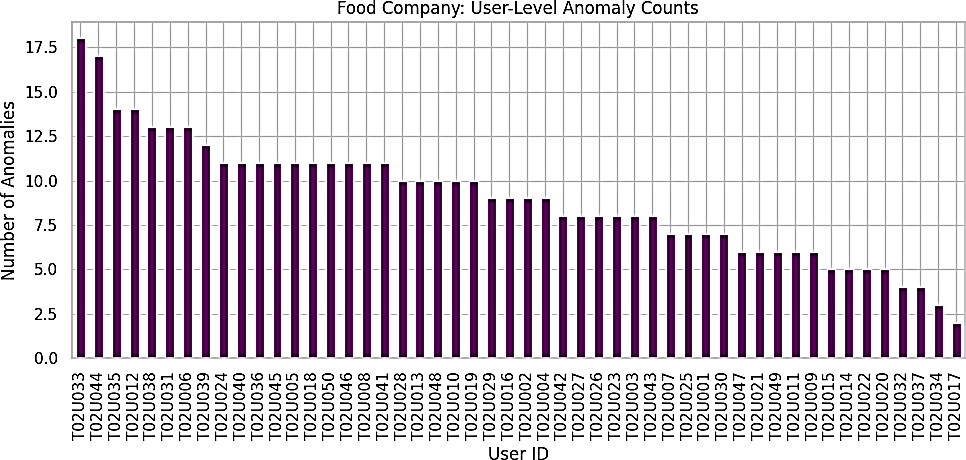 Food Company: User-Level Anomaly Counts
Number of Anomalies
17.5
15.0
12.5
10.0
7.5
5.0
2.5
0.0
T02U033
T02U044
T02U035
T02U012
T02U038
T02U031
T02U006
T02U039
T02U024
T02U040
T02U036
T02U045
T02U005
T02U018
T02U050
T02U046
T02U008
T02U041
T02U028
T02U013
T02U048
T02U010
T02U019
T02U029
T02U016
T02U002
T02U004
T02U042
T02U027
T02U026
T02U023
T02U003
T02U043
T02U007
T02U025
T02U001
T02U030
T02U047
T02U021
T02U049
T02U011
T02U009
T02U015
T02U014
T02U022
T02U020
T02U032
T02U037
T02U034
T02U017
User ID